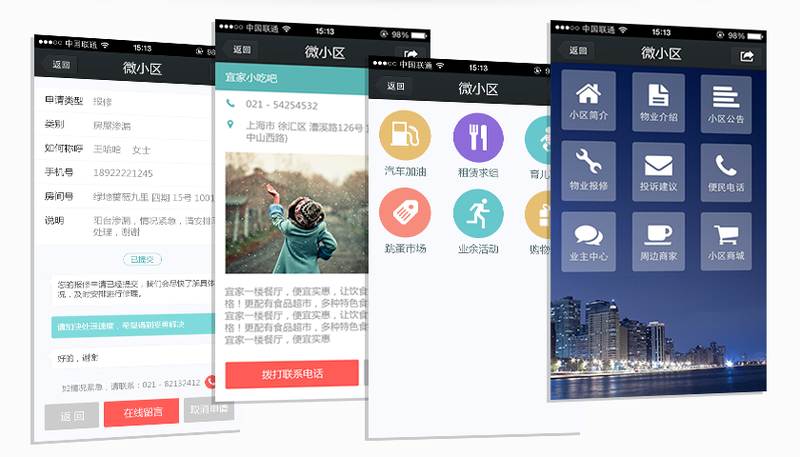 中国联通 15:13
返回 微小区
申请类型 报修
类别 房屋渗漏
如何称呼 王哈哈 女士
手机号 18922221245
房间号 绿地蔷薇九里 四期 15号 1001
说明 阳台渗漏，情况紧急，请安排
处理，谢谢
已提交
您的报修申请已经提交，我们会尽快了解具体
况，及时安排进行修理。
请加快处理速度，希望得到妥善解决
好的，谢谢
如情况紧急，请联系：021 - 82132412
返 回 在线留言 取消申请
中国联通 15:13 98%
返回 微小区
宜家小吃吧
021 - 54254532
上海市 徐汇区 漕溪路126号
中山西路)
宜家一楼餐厅，便宜实惠，让饮食
格！更配有食品超市，多种特色食
宜家一楼餐厅，便宜实惠，让饮食
格！更配有食品超市，多种特色食
宜家一楼餐厅，便宜实惠
拨打联系电话
中国联通 15:13 98%
返回 微小区
汽车加油 租赁求组 育儿
跳蚤市场 业余活动 购物
中国联通 15:13 98%
返回 微小区
小区简介 物业介绍 小区公告
物业报修 投诉建议 便民电话
业主中心 周边商家 小区商城